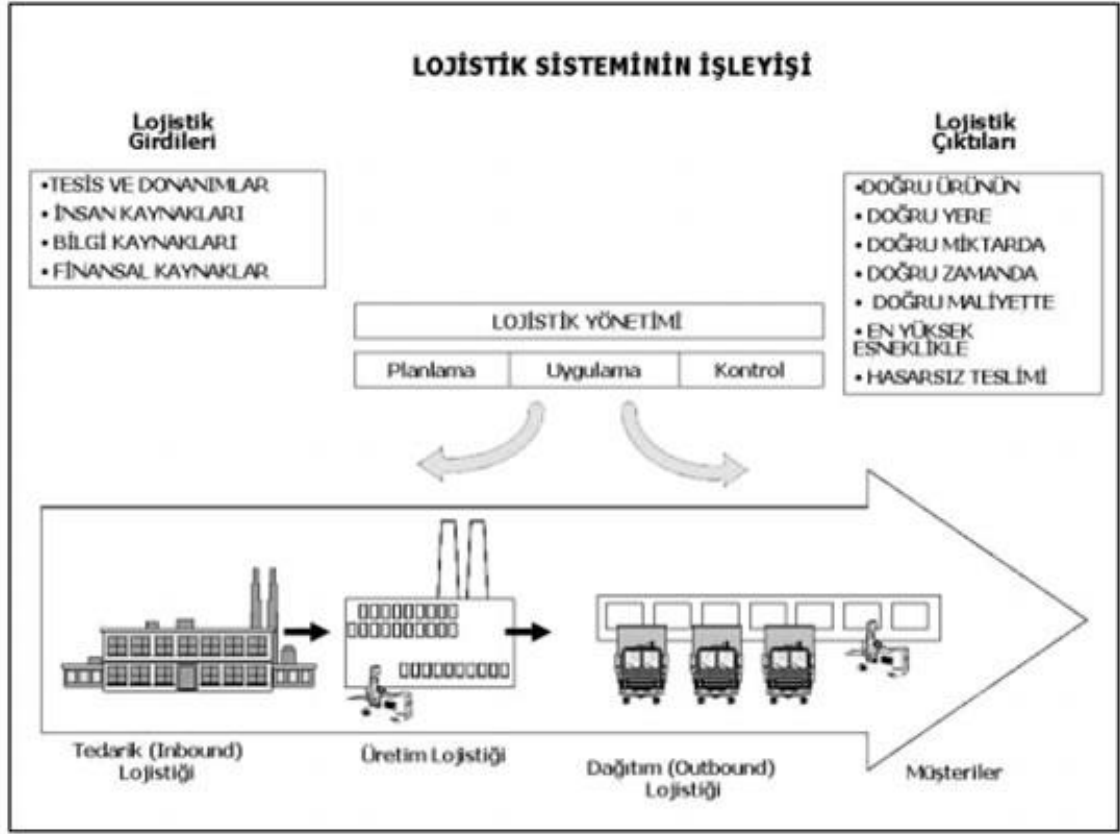 LOJİSTİK SİSTEMİNİN İŞLEYİŞİ
Lojistik
Girdileri
•TESİS VE DONANIMLAR
• İNSAN KAYNAKLARI
• BİLGİ KAYNAKLARI
• FİNANSAL KAYNAKLAR
Lojistik
Çıktıları
•DOĞRU ÜRÜNÜN
• DOĞRU YERE
• DOĞRU MİKTARDA
• DOĞRU ZAMANDA
• DOĞRU MALİYETTE
• EN YÜKSEK
ESNEKLİKLE
• HASARSIZ TESLİMİ
LOJİSTİK YÖNETİMİ
Planlama Uygulama Kontrol
Tedarik (Inbound)
Lojistiği
Üretim Lojistiği
Dağıtım (Outbound)
Lojistiği
Müşteriler